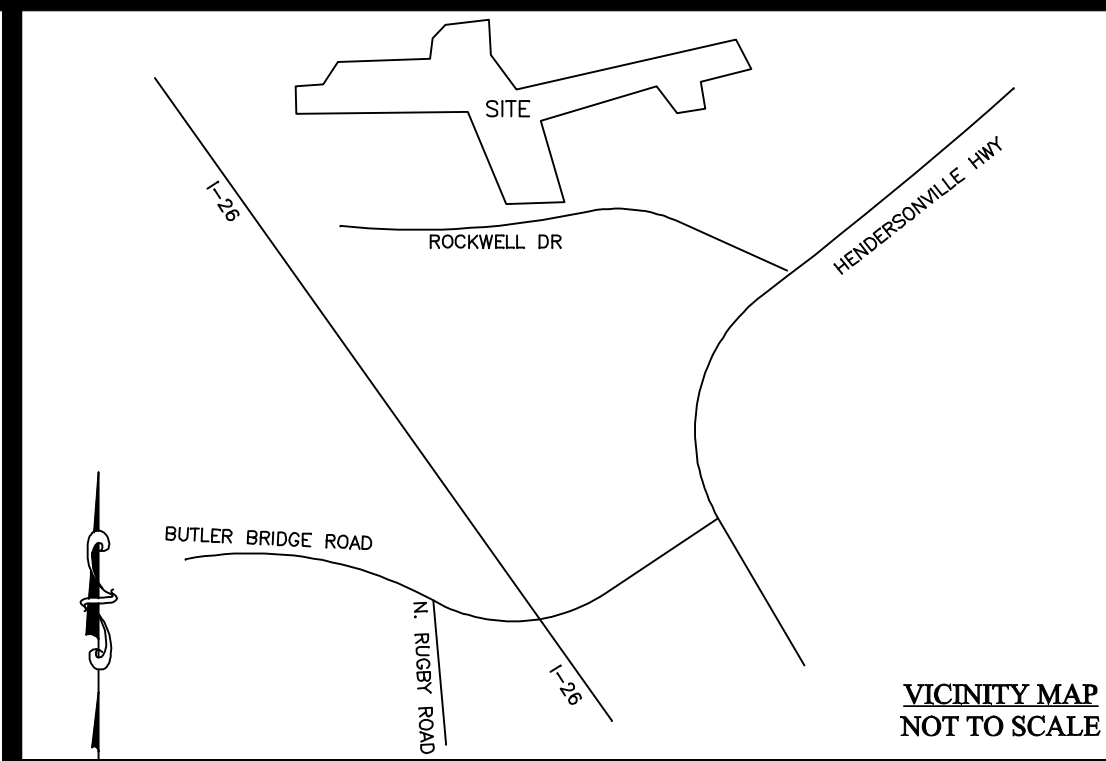 SITE
I-26
HENDERSONVILLE HWY
ROCKWELL DR
BUTLER BRIDGE ROAD
N. RUGBY ROAD
I-26
VICINITY MAP
NOT TO SCALE